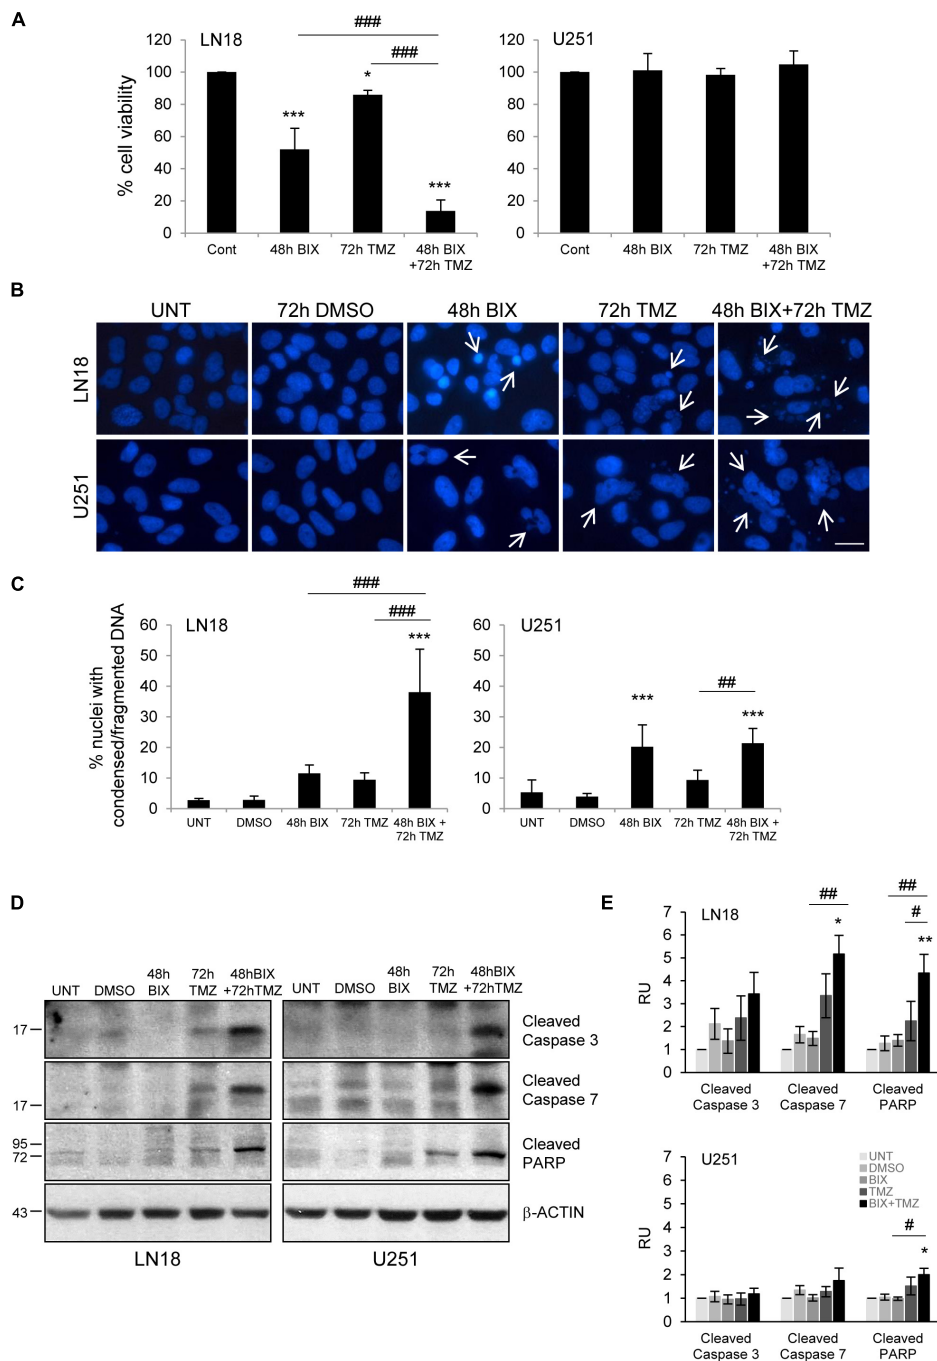 A
LN18
###
###
% cell viability
120
100
80
60
40
20
0
***
*
***
Cont
48h BIX
72h TMZ
48h BIX
+72h TMZ
U251
120
100
80
60
40
20
0
Cont
48h BIX
72h TMZ
48h BIX
+72h TMZ
B
UNT
72h DMSO
48h BIX
72h TMZ
48h BIX+72h TMZ
LN18
U251
C
% nuclei with
condensed/fragmented DNA
LN18
###
###
***
60
50
40
30
20
10
0
UNT
DMSO
48h BIX
72h TMZ
48h BIX +
72h TMZ
U251
##
***
***
60
50
40
30
20
10
0
UNT
DMSO
48h BIX
72h TMZ
48h BIX +
72h TMZ
D
UNT
DMSO
48h
BIX
72h
TMZ
48hBIX
+72hTMZ
UNT
DMSO
48h
BIX
72h
TMZ
48hBIX
+72hTMZ
17
Cleaved
Caspase 3
17
Cleaved
Caspase 7
95
72
Cleaved
PARP
43
β-ACTIN
LN18
U251
E
LN18
##
*
##
#
**
RU
7
6
5
4
3
2
1
0
Cleaved
Caspase 3
Cleaved
Caspase 7
Cleaved
PARP
U251
UNT
DMSO
BIX
TMZ
BIX+TMZ
#
*
RU
7
6
5
4
3
2
1
0
Cleaved
Caspase 3
Cleaved
Caspase 7
Cleaved
PARP